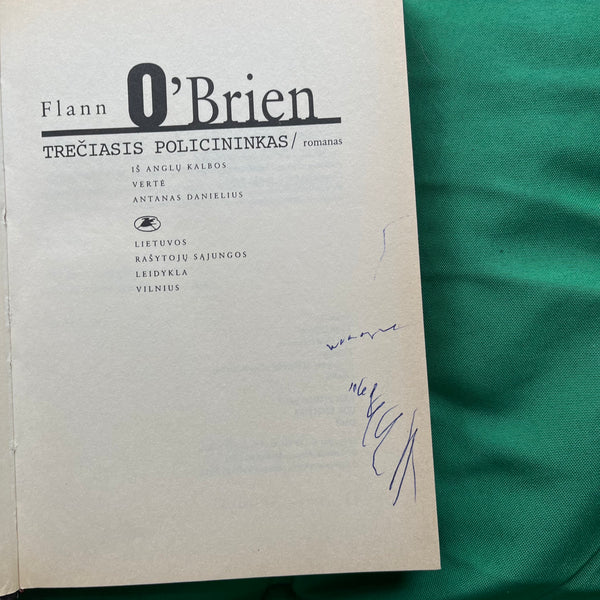 Flann O'Brien
TREČIASIS POLICININKAS / romanas
IŠ ANGLŲ KALBOS
VERTĖ
ANTANAS DANIELIUS
LIETUVOS
RAŠYTOJŲ SĄJUNGOS
LEIDYKLA
VILNIUS